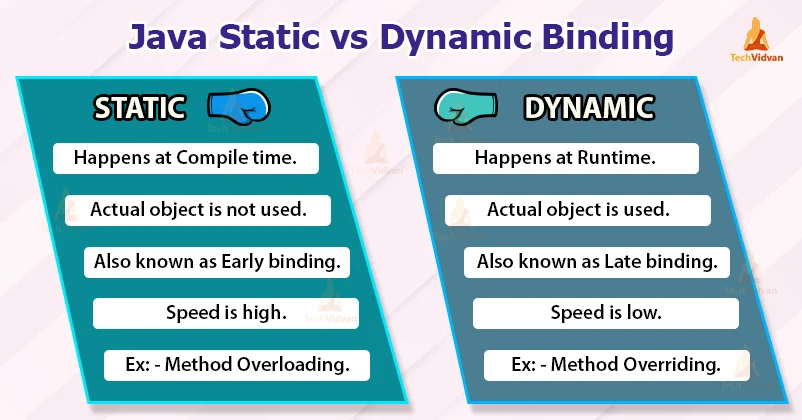 Java Static vs Dynamic Binding
TechVidvan
STATIC
Happens at Compile time.
Actual object is not used.
Also known as Early binding.
Speed is high.
Ex: - Method Overloading.
DYNAMIC
Happens at Runtime.
Actual object is used.
Also known as Late binding.
Speed is low.
Ex: - Method Overriding.